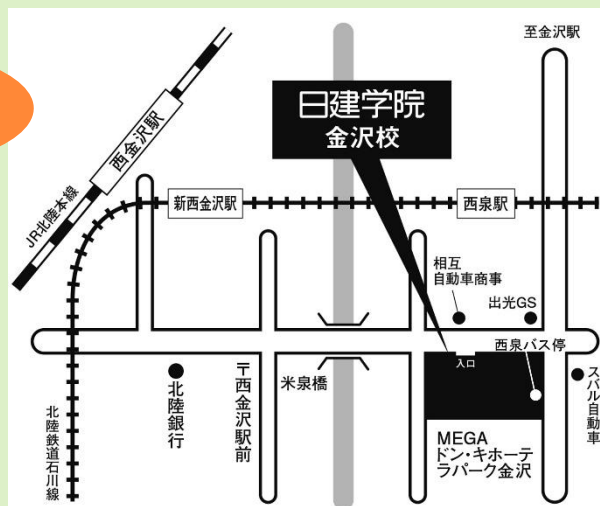 至金沢駅
日建学院
金沢校
西金沢駅
JR北陸本線
新西金沢駅
西泉駅
相互
自動車商事
出光GS
西泉バス停
入口
北陸鉄道石川線
北陸銀行
〒西金沢駅前
米泉橋
スバル自動車
MEGA
ドン・キホーテ
ラパーク金沢